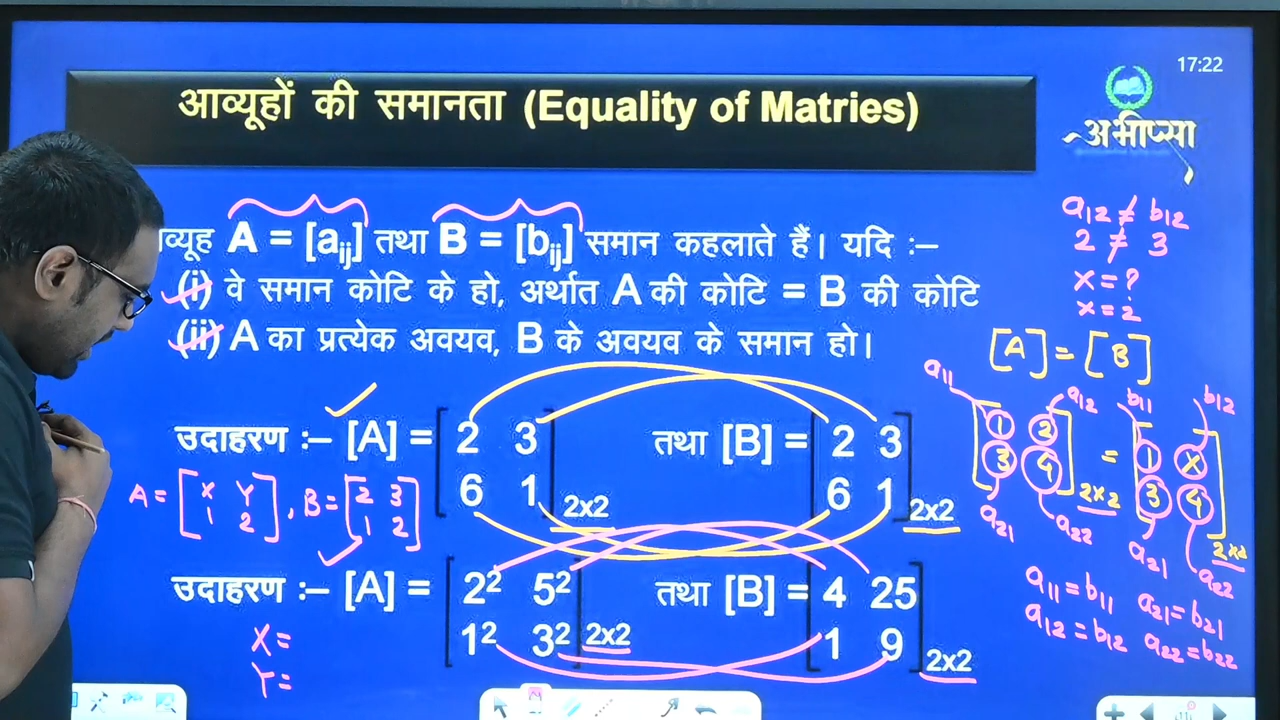 17:22
आव्यूहों की समानता (Equality of Matries)
अभीप्सा
व्यूह A = [aij] तथा B = [bij] समान कहलाते हैं। यदि :–
(i) वे समान कोटि के हो, अर्थात A की कोटि = B की कोटि
(ii) A का प्रत्येक अवयव, B के अवयव के समान हो।
a12 ≠ b12
2 ≠ 3
x = ?
x = 2
[A] = [B]
a11 a12 b11 b12
1 2 = 1 x
3 4 2x2 3 4 2x2
a21 a22 a21 a22
a11 = b11 a21 = b21
a12 = b12 a22 = b22
उदाहरण :– [A] = 2 3 तथा [B] = 2 3
6 1 2x2 6 1 2x2
A = [x y , B = [2 3
1 2] 1 2]
उदाहरण :– [A] = 2² 5² तथा [B] = 4 25
1² 3² 2x2 1 9 2x2
x =
y =